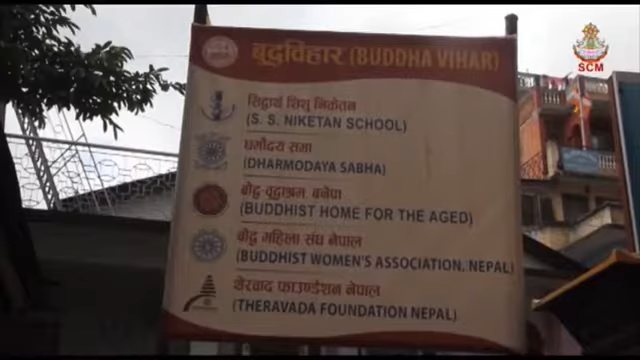 SCM
बुद्धविहार (BUDDHA VIHAR)
सिद्धार्थ शिशु निकेतन
(S. S. NIKETAN SCHOOL)
धर्मोदय सभा
(DHARMODAYA SABHA)
बौद्ध वृद्धाश्रम, बनेपा
(BUDDHIST HOME FOR THE AGED)
बौद्ध महिला संघ नेपाल
(BUDDHIST WOMEN'S ASSOCIATION, NEPAL)
थेरवाद फाउण्डेशन नेपाल
(THERAVADA FOUNDATION NEPAL)